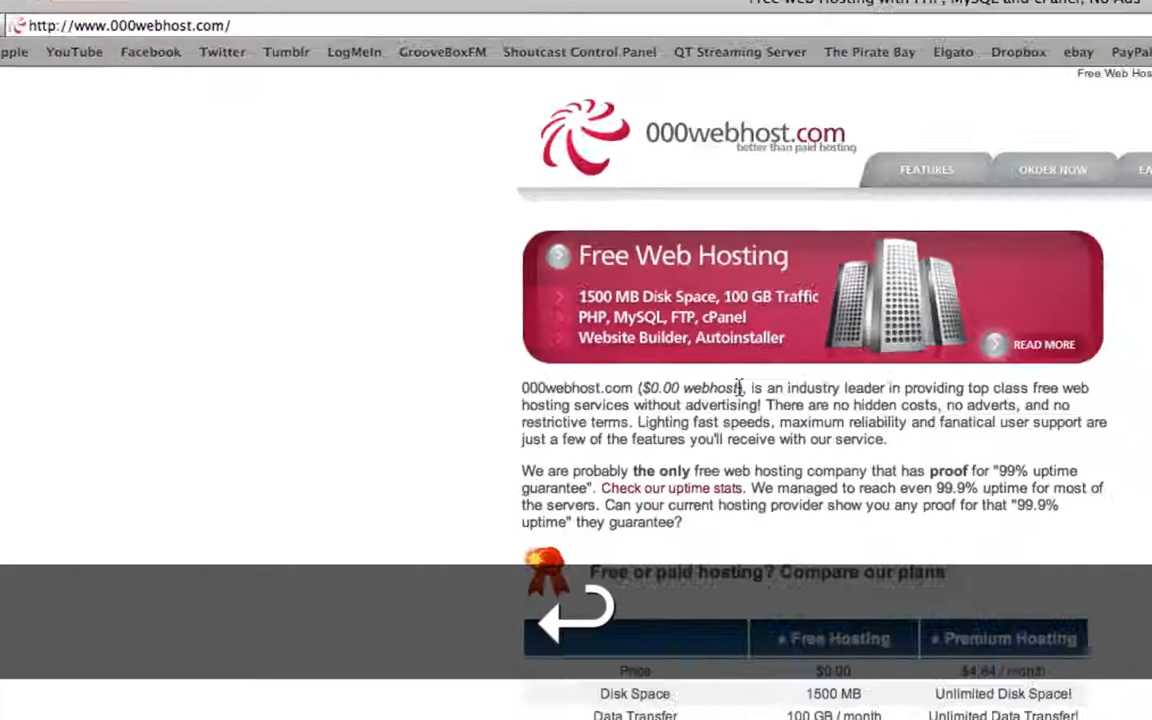 Free Web Hosting with PHP, MySQL and cPanel, No Ads
http://www.000webhost.com/
pple YouTube Facebook Twitter Tumblr LogMeIn GrooveBoxFM Shoutcast Control Panel QT Streaming Server The Pirate Bay Elgato Dropbox ebay PayPal
Free Web Hos
000webhost.com
better than paid hosting
FEATURES ORDER NOW
Free Web Hosting
1500 MB Disk Space, 100 GB Traffic
PHP, MySQL, FTP, cPanel
Website Builder, Autoinstaller
READ MORE
000webhost.com ($0.00 webhost), is an industry leader in providing top class free web
hosting services without advertising! There are no hidden costs, no adverts, and no
restrictive terms. Lighting fast speeds, maximum reliability and fanatical user support are
just a few of the features you'll receive with our service.
We are probably the only free web hosting company that has proof for "99% uptime
guarantee". Check our uptime stats. We managed to reach even 99.9% uptime for most of
the servers. Can your current hosting provider show you any proof for that "99.9%
uptime" they guarantee?
Free or paid hosting? Compare our plans
Free Hosting Premium Hosting
Price $0.00 $4.84 / month
Disk Space 1500 MB Unlimited Disk Space!
Data Transfer 100 GB / month Unlimited Data Transfer!